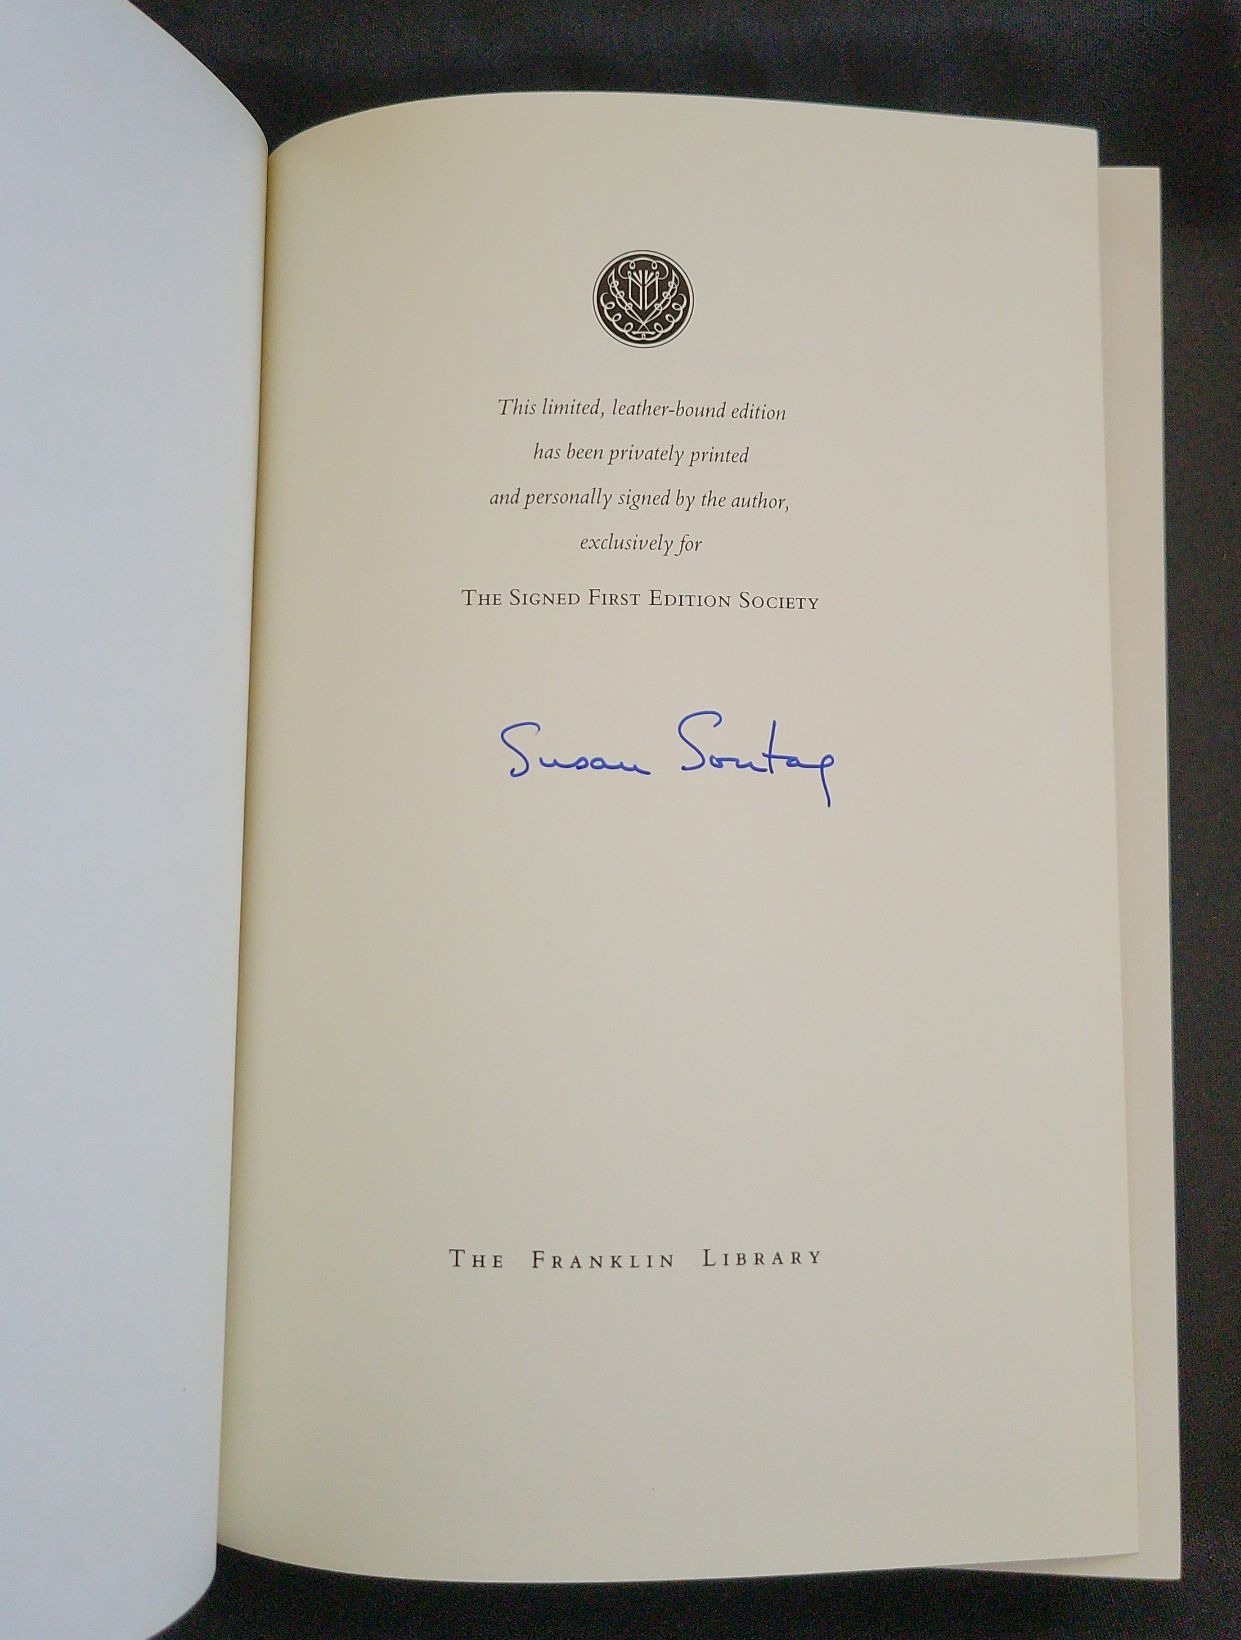 This limited, leather-bound edition
has been privately printed
and personally signed by the author,
exclusively for
THE SIGNED FIRST EDITION SOCIETY
Susan Sontag
THE FRANKLIN LIBRARY